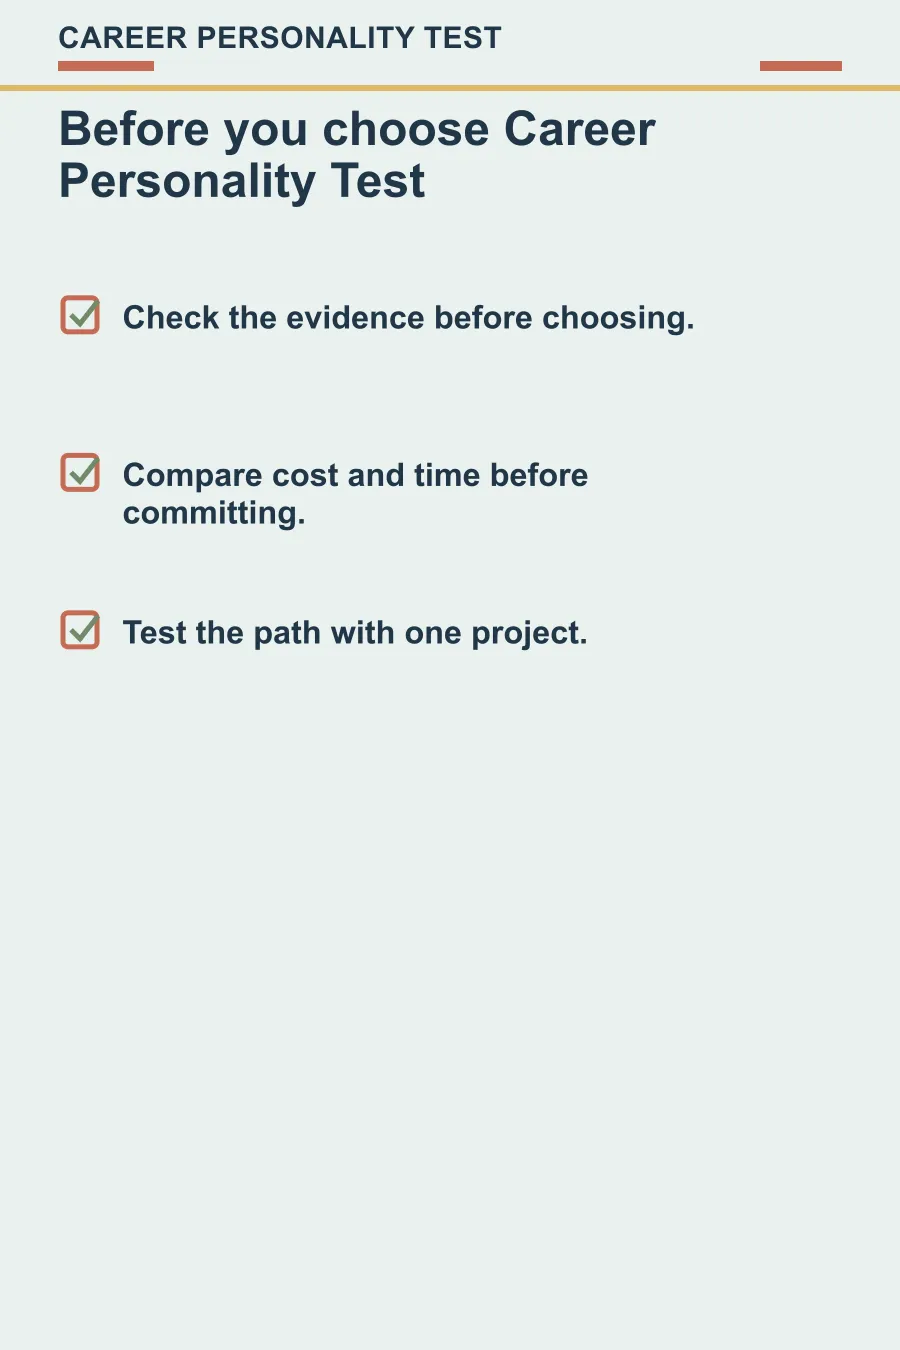 CAREER PERSONALITY TEST
Before you choose Career
Personality Test
Check the evidence before choosing.
Compare cost and time before
committing.
Test the path with one project.